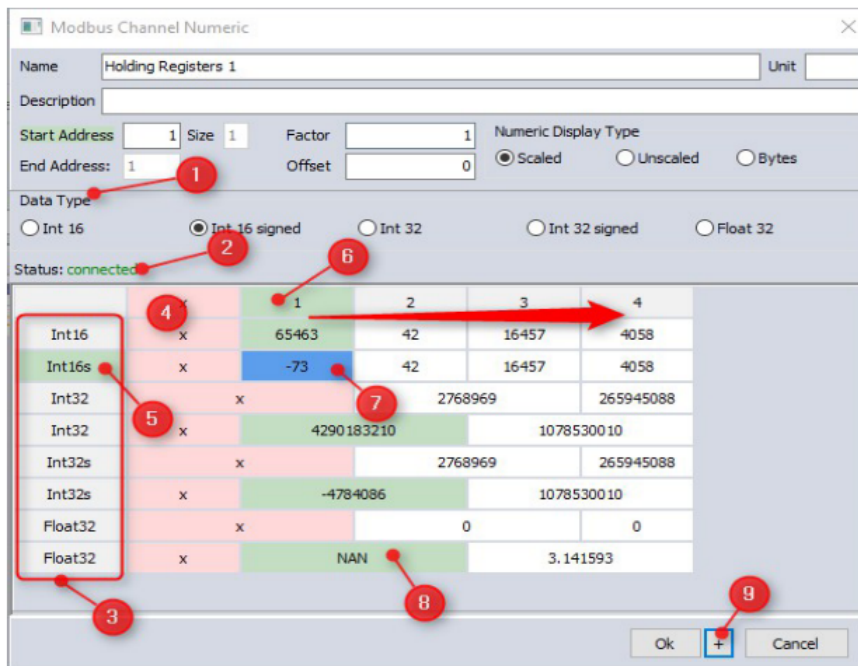 Modbus Channel Numeric
Name Holding Registers 1 Unit
Description
Start Address 1 Size 1 Factor 1 Numeric Display Type
End Address: 1 Offset 0 Scaled Unscaled Bytes
1
Data Type
Int 16 Int 16 signed Int 32 Int 32 signed Float 32
2
Status: connected
6
4 1 2 3 4
Int16 x 65463 42 16457 4058
Int16s x -73 42 16457 4058
7
Int32 x 2768969 265945088
5
Int32 x 4290183210 1078530010
Int32s x 2768969 265945088
Int32s x -4784086 1078530010
Float32 x 0 0
Float32 x NAN 3.141593
8
3
9
Ok + Cancel